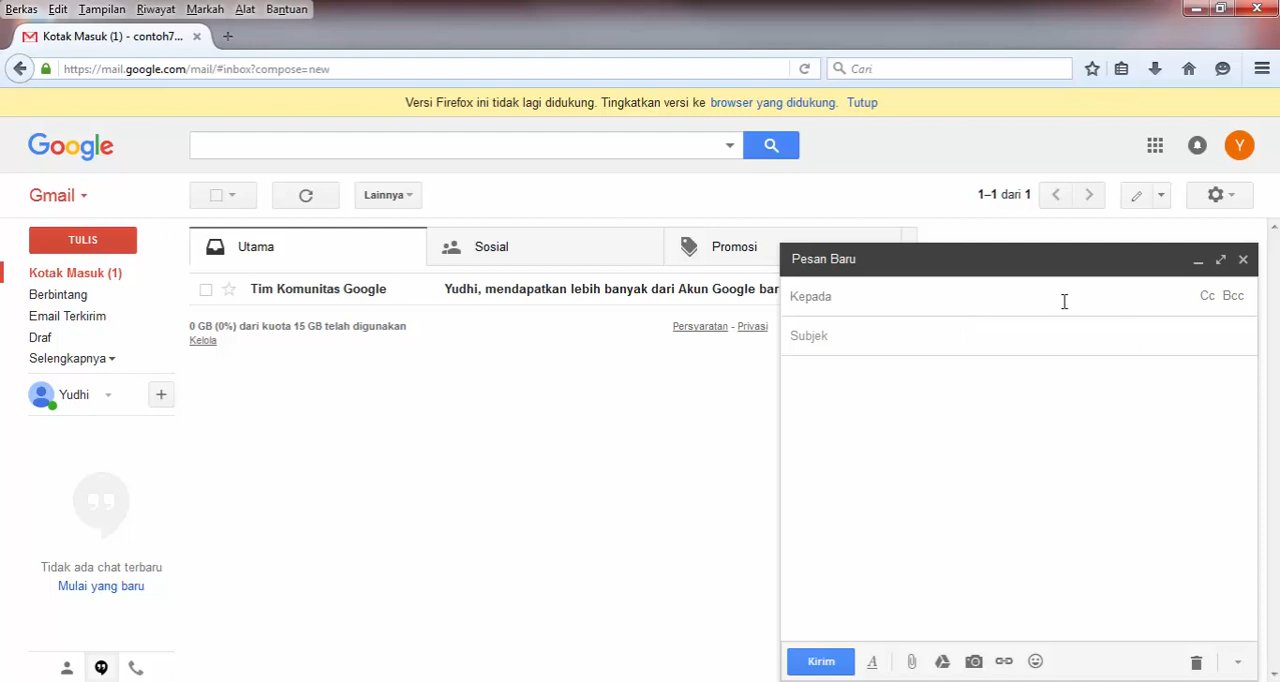 Berkas Edit Tampilan Riwayat Markah Alat Bantuan
Kotak Masuk (1) - contoh7...
https://mail.google.com/mail/#inbox?compose=new
Cari
Versi Firefox ini tidak lagi didukung. Tingkatkan versi ke browser yang didukung. Tutup
Google
Y
Gmail
Lainnya
1–1 dari 1
TULIS
Kotak Masuk (1)
Berbintang
Email Terkirim
Draf
Selengkapnya
Yudhi
Tidak ada chat terbaru
Mulai yang baru
Utama
Sosial
Promosi
Tim Komunitas Google
Yudhi, mendapatkan lebih banyak dari Akun Google bar
0 GB (0%) dari kuota 15 GB telah digunakan
Kelola
Persyaratan - Privasi
Pesan Baru
Kepada
Cc Bcc
Subjek
Kirim
A